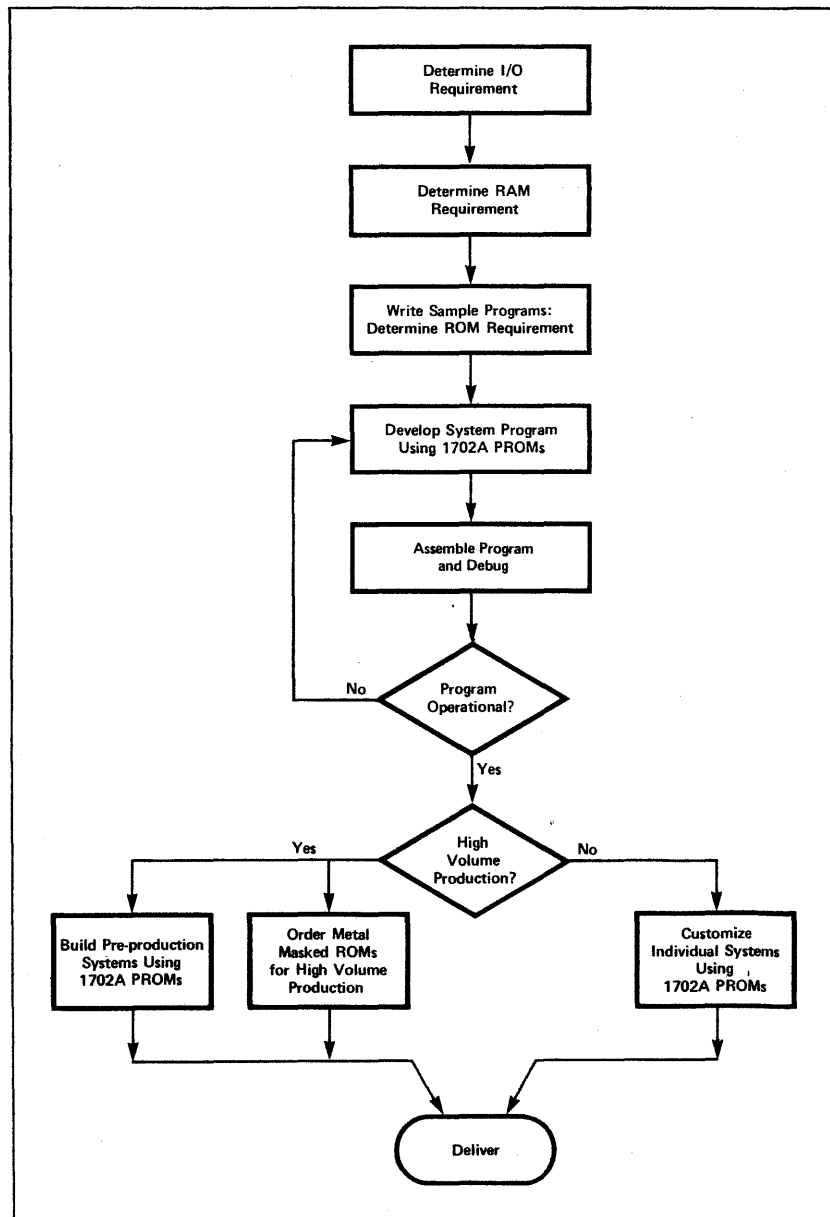 Determine I/O
Requirement
Determine RAM
Requirement
Write Sample Programs:
Determine ROM Requirement
Develop System Program
Using 1702A PROMs
Assemble Program
and Debug
Program
Operational?
No
Yes
High
Volume
Production?
Yes
No
Build Pre-production
Systems Using
1702A PROMs
Order Metal
Masked ROMs
for High Volume
Production
Customize
Individual Systems
Using
1702A PROMs
Deliver